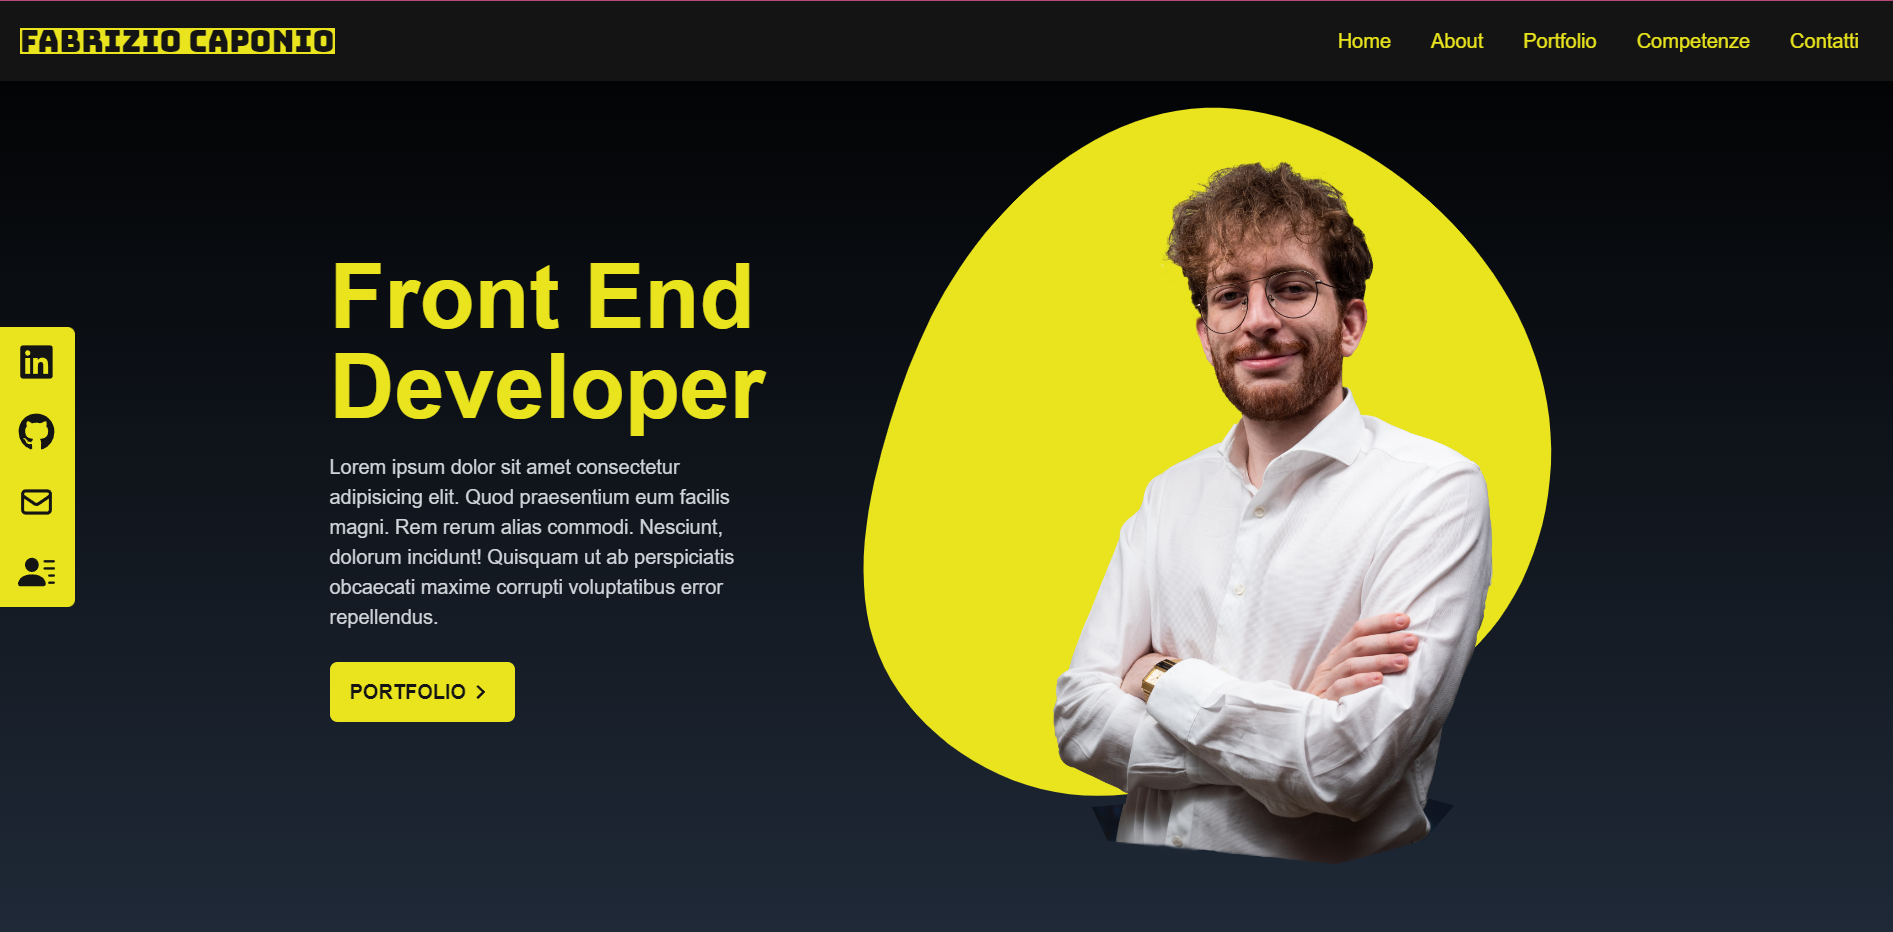 FABRIZIO CAPONIO
Home About Portfolio Competenze Contatti
Front End
Developer
Lorem ipsum dolor sit amet consectetur
adipisicing elit. Quod praesentium eum facilis
magni. Rem rerum alias commodi. Nesciunt,
dolorum incidunt! Quisquam ut ab perspiciatis
obcaecati maxime corrupti voluptatibus error
repellendus.
PORTFOLIO